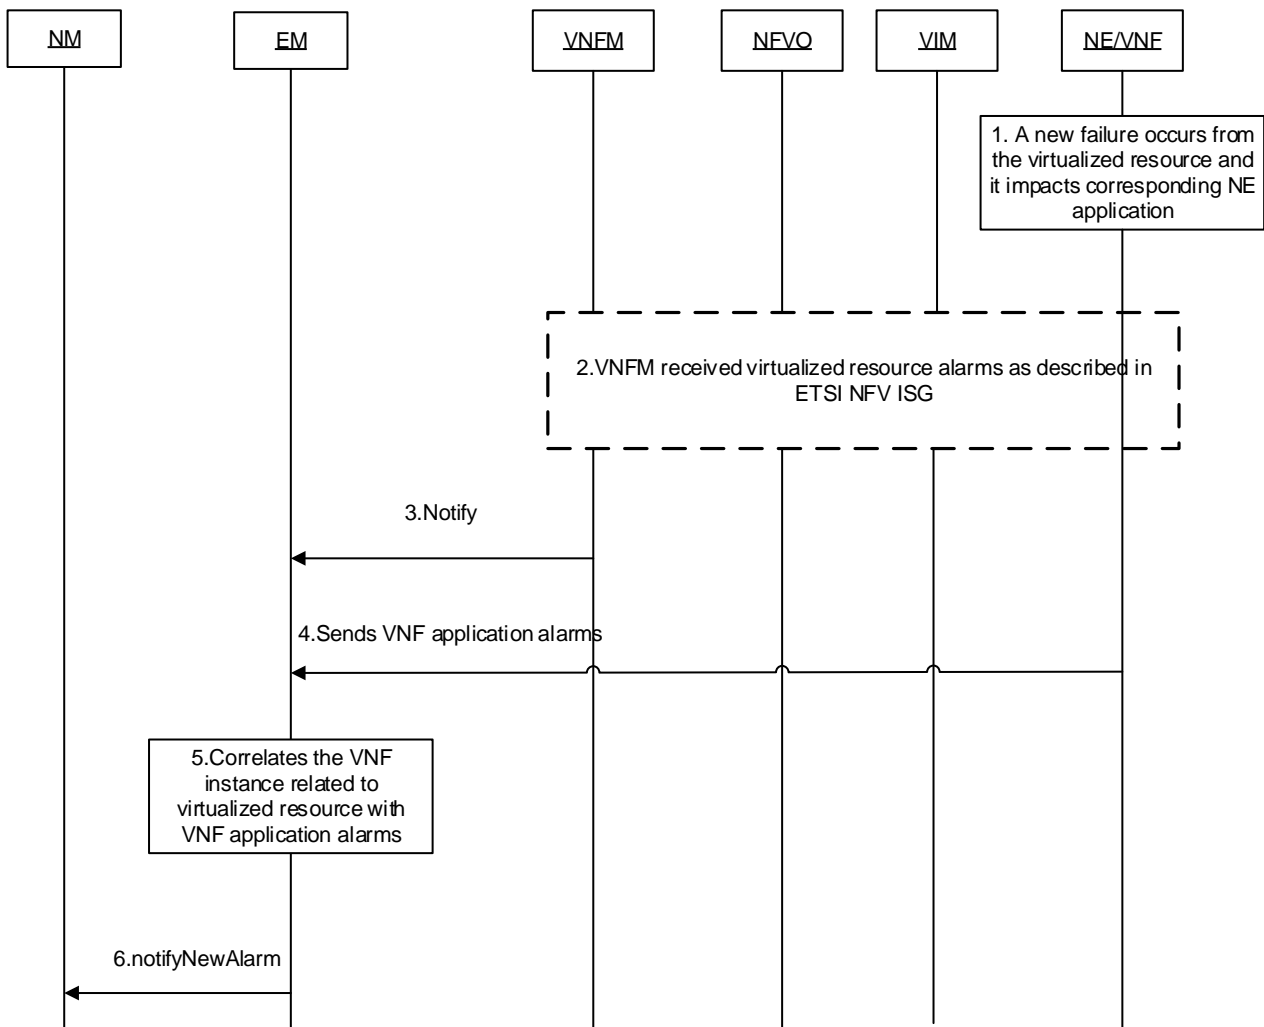 NM
EM
VNFM
NFVO
VIM
NE/VNF
1. A new failure occurs from
the virtualized resource and
it impacts corresponding NE
application
2.VNFM received virtualized resource alarms as described in
ETSI NFV ISG
3.Notify
4.Sends VNF application alarms
5.Correlates the VNF
instance related to
virtualized resource with
VNF application alarms
6.notifyNewAlarm